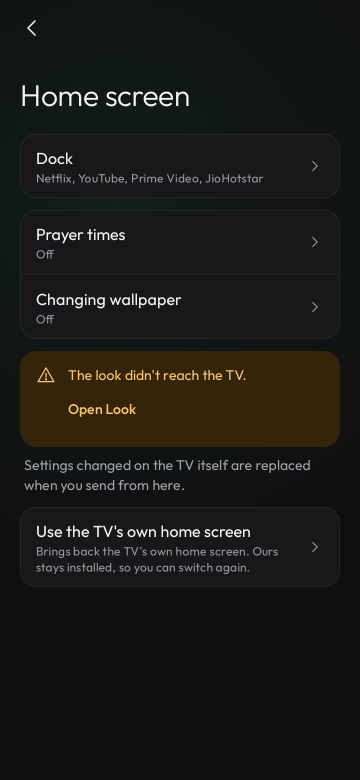 Home screen
Dock
Netflix, YouTube, Prime Video, JioHotstar
Prayer times
Off
Changing wallpaper
Off
The look didn't reach the TV.
Open Look
Settings changed on the TV itself are replaced
when you send from here.
Use the TV's own home screen
Brings back the TV's own home screen. Ours
stays installed, so you can switch again.